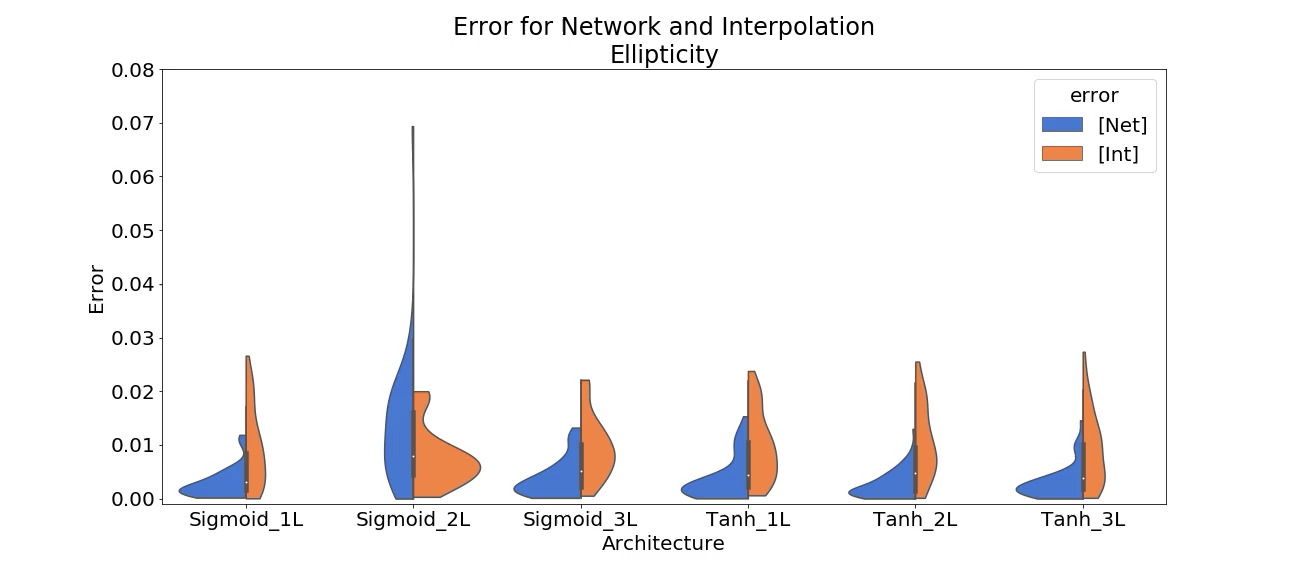 Error for Network and Interpolation
Ellipticity
0.08
0.07
0.06
0.05
0.04
0.03
0.02
0.01
0.00
Error
error
[Net]
[Int]
Sigmoid_1L
Sigmoid_2L
Sigmoid_3L
Tanh_1L
Tanh_2L
Tanh_3L
Architecture